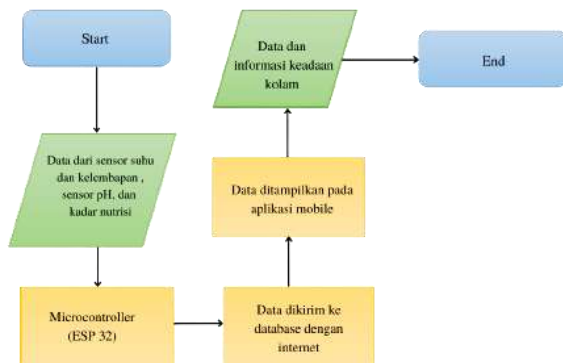 Start
Data dari sensor suhu
dan kelembapan ,
sensor pH, dan
kadar nutrisi
Microcontroller
(ESP 32)
Data dikirim ke
database dengan
internet
Data ditampilkan pada
aplikasi mobile
Data dan
informasi keadaan
kolam
End